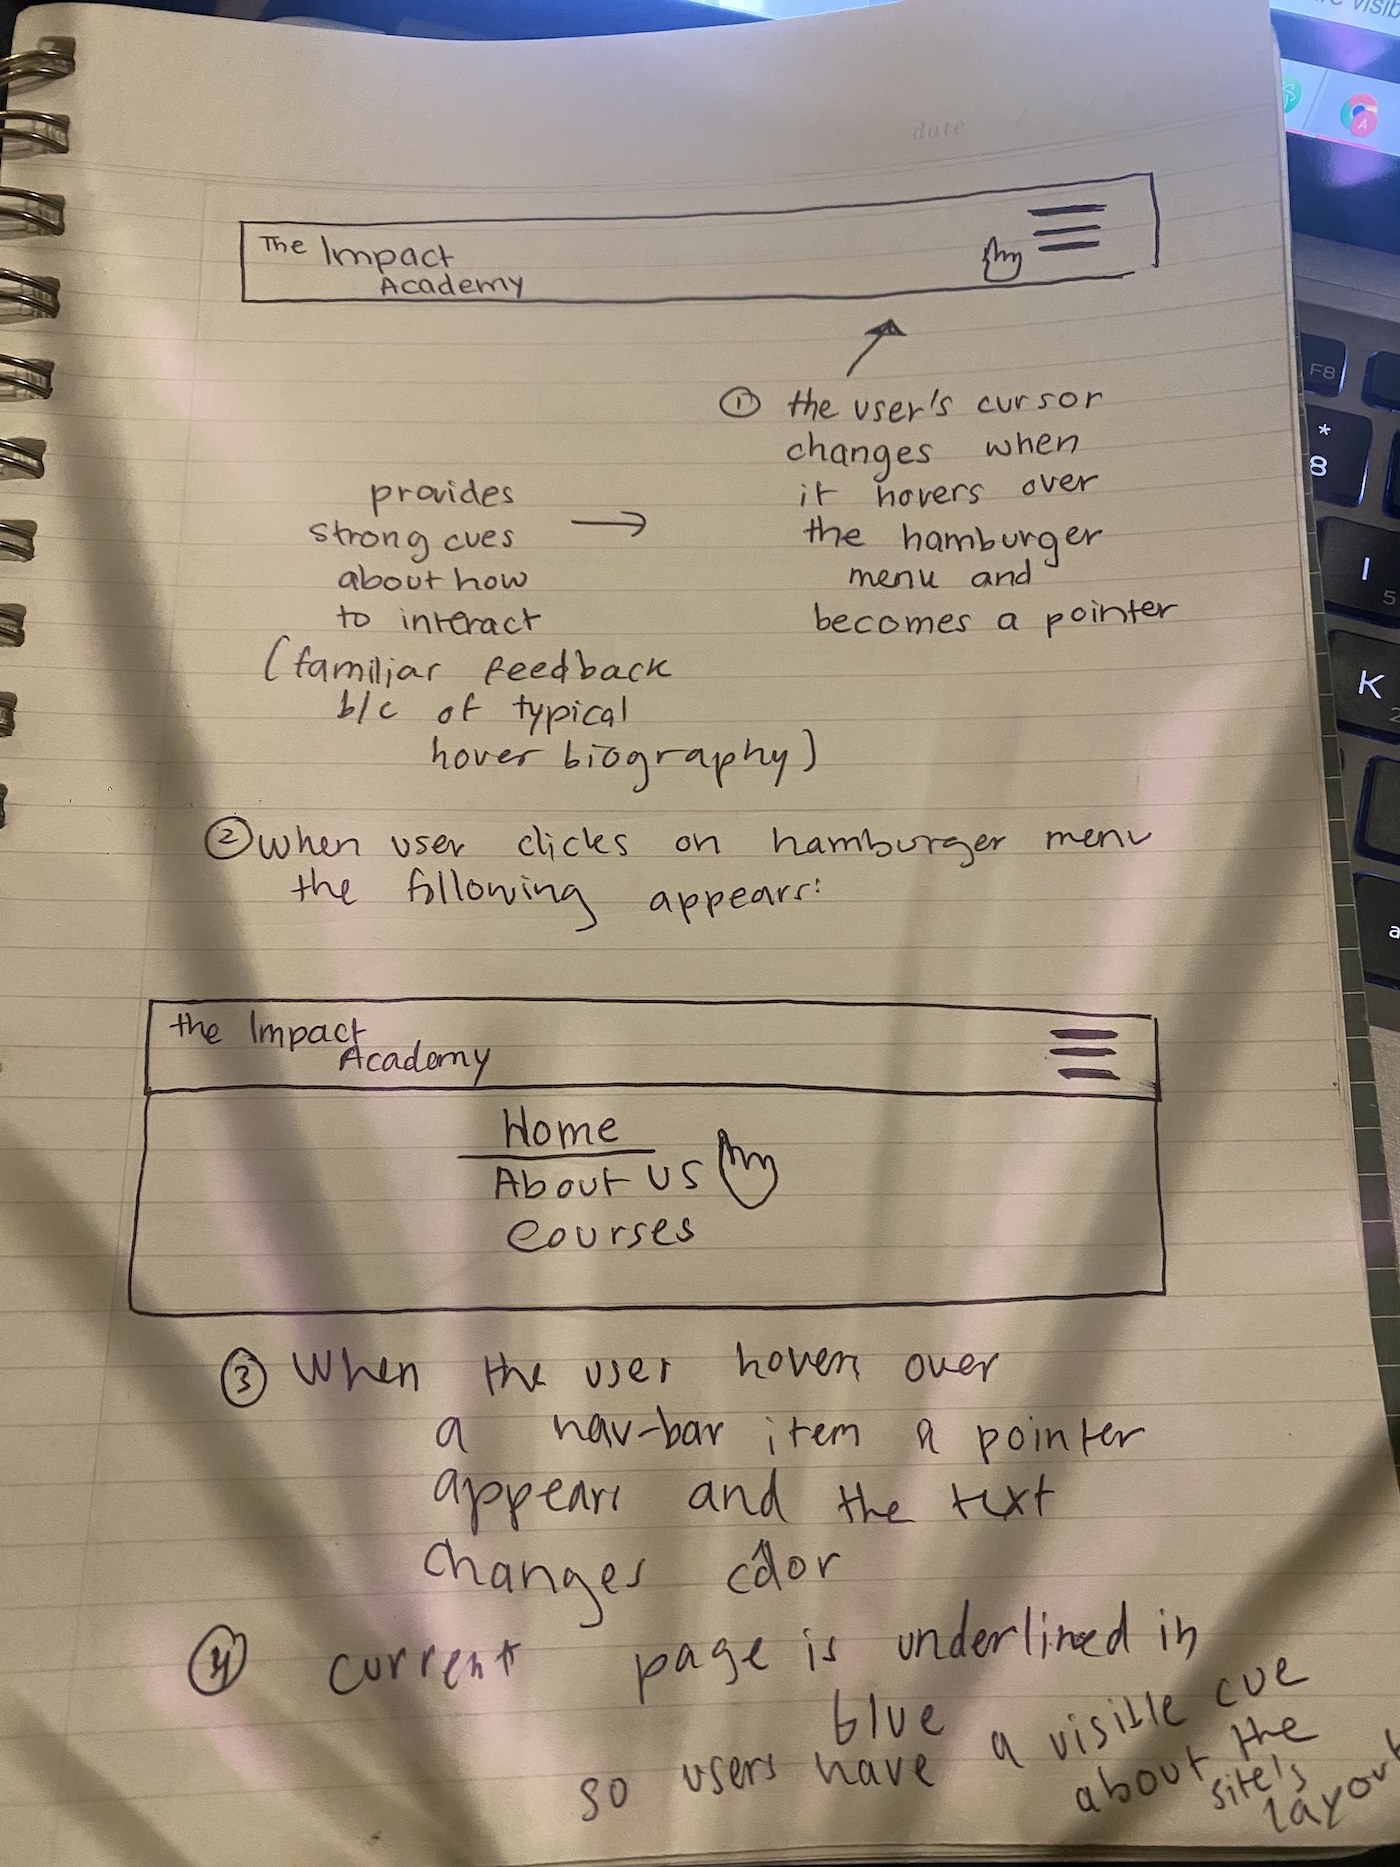 re visib
date
The Impact
Academy
① the user's cursor
changes when
it hovers over
the hamburger
menu and
becomes a pointer
provides
strong cues
about how
to interact
(familiar feedback
b/c of typical
hover biography)
② When user clicks on hamburger menu
the following appears:
the Impact
Academy
Home
About US
Courses
③ When the user hovers over
a nav-bar item a pointer
appears and the text
changes color
④ current page is underlined in
blue
so users have a visible cue
about the
site's
layout
F8
*
8
I
5
K
2
a
A